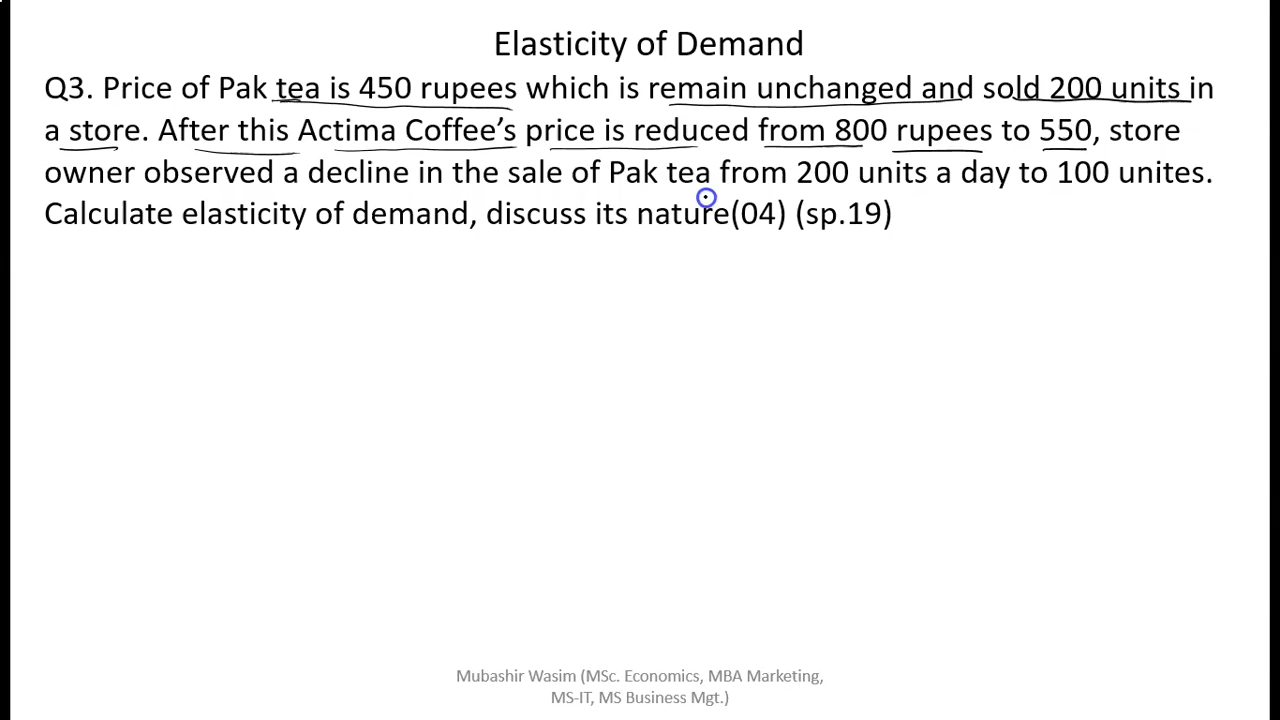 Elasticity of Demand
Q3. Price of Pak tea is 450 rupees which is remain unchanged and sold 200 units in
a store. After this Actima Coffee’s price is reduced from 800 rupees to 550, store
owner observed a decline in the sale of Pak tea from 200 units a day to 100 unites.
Calculate elasticity of demand, discuss its nature(04) (sp.19)
Mubashir Wasim (MSc. Economics, MBA Marketing,
MS-IT, MS Business Mgt.)